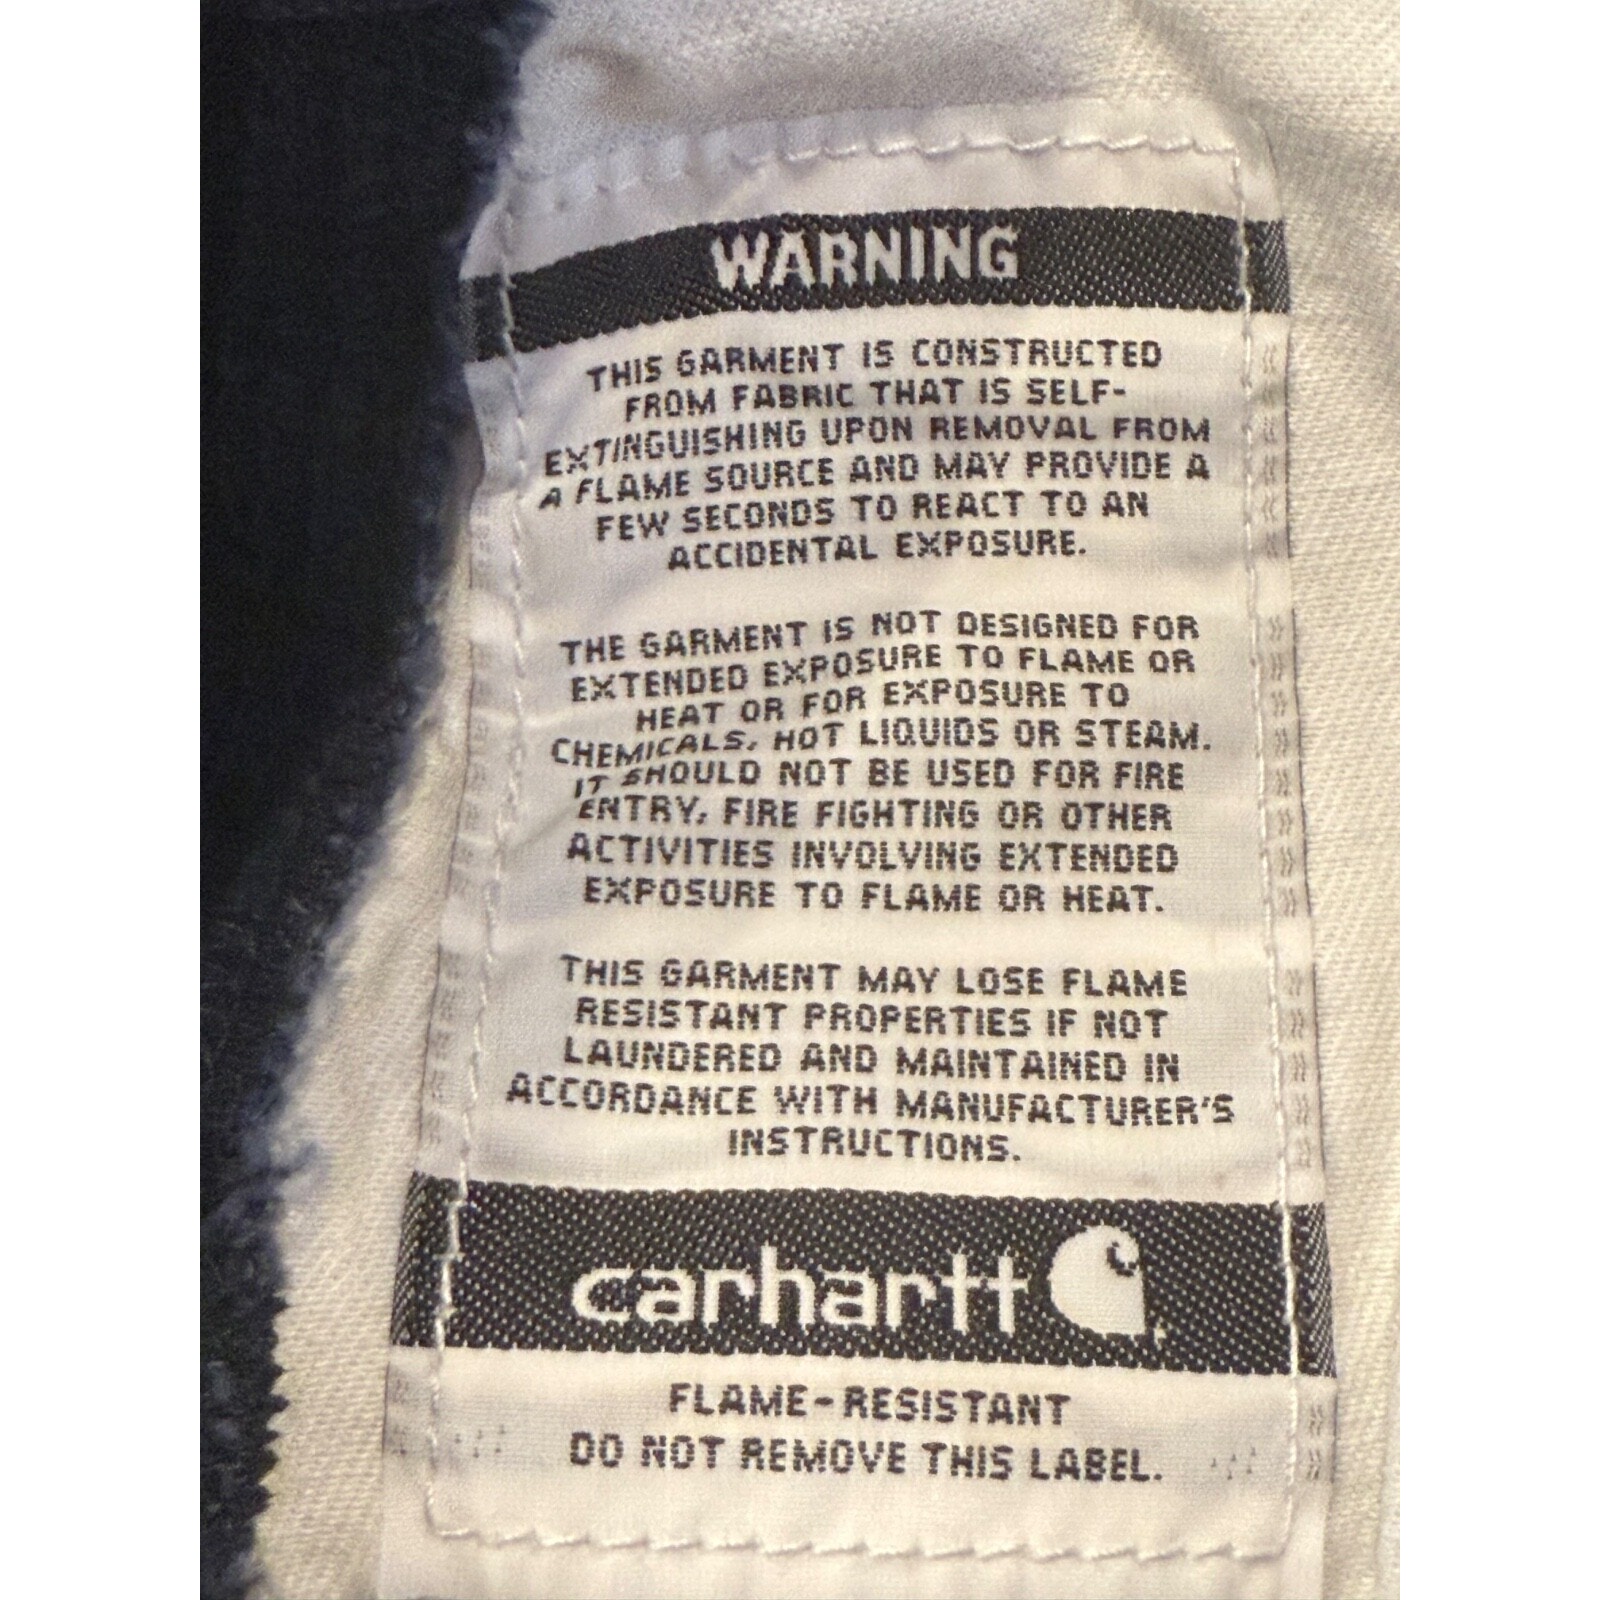 WARNING
THIS GARMENT IS CONSTRUCTED
FROM FABRIC THAT IS SELF-
EXTINGUISHING UPON REMOVAL FROM
A FLAME SOURCE AND MAY PROVIDE A
FEW SECONDS TO REACT TO AN
ACCIDENTAL EXPOSURE.
THE GARMENT IS NOT DESIGNED FOR
EXTENDED EXPOSURE TO FLAME OR
HEAT OR FOR EXPOSURE TO
CHEMICALS, HOT LIQUIDS OR STEAM.
IT SHOULD NOT BE USED FOR FIRE
ENTRY, FIRE FIGHTING OR OTHER
ACTIVITIES INVOLVING EXTENDED
EXPOSURE TO FLAME OR HEAT.
THIS GARMENT MAY LOSE FLAME
RESISTANT PROPERTIES IF NOT
LAUNDERED AND MAINTAINED IN
ACCORDANCE WITH MANUFACTURER'S
INSTRUCTIONS.
carhartt
FLAME-RESISTANT
DO NOT REMOVE THIS LABEL.